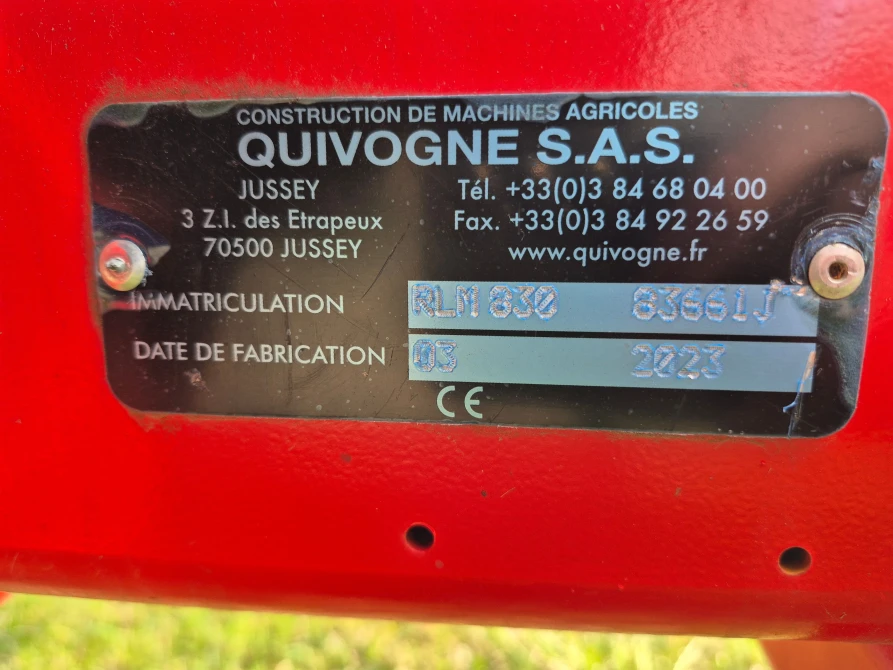 CONSTRUCTION DE MACHINES AGRICOLES
QUIVOGNE S.A.S.
JUSSEY
3 Z.I. des Etrapeux
70500 JUSSEY
Tél. +33(0)3 84 68 04 00
Fax. +33(0)3 84 92 26 59
www.quivogne.fr
IMMATRICULATION RLM 830 83661J
DATE DE FABRICATION 03 2023
CE